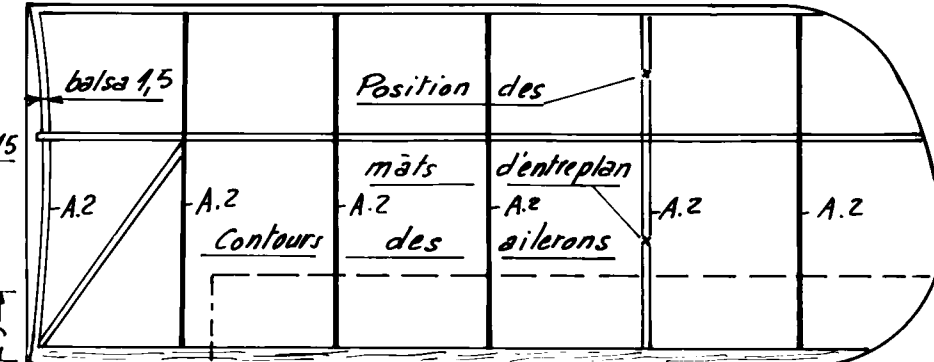 balsa 1,5
Position des
15
mâts d'entreplan
A.2 A.2 A.2 A.2 A.2 A.2
Contours des ailerons